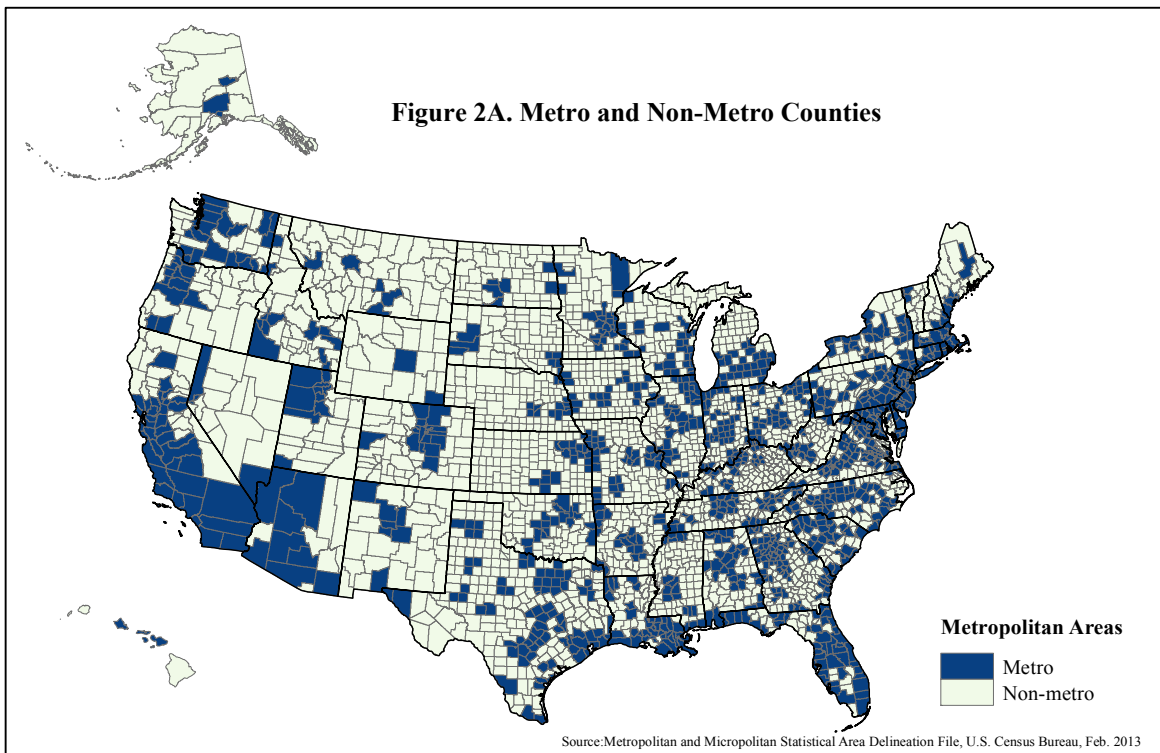 Figure 2A. Metro and Non-Metro Counties
Metropolitan Areas
Metro
Non-metro
Source:Metropolitan and Micropolitan Statistical Area Delineation File, U.S. Census Bureau, Feb. 2013